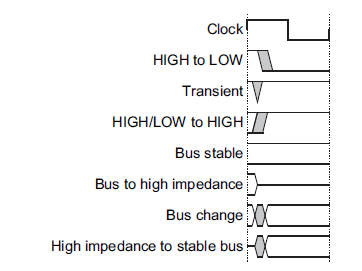 Clock
HIGH to LOW
Transient
HIGH/LOW to HIGH
Bus stable
Bus to high impedance
Bus change
High impedance to stable bus